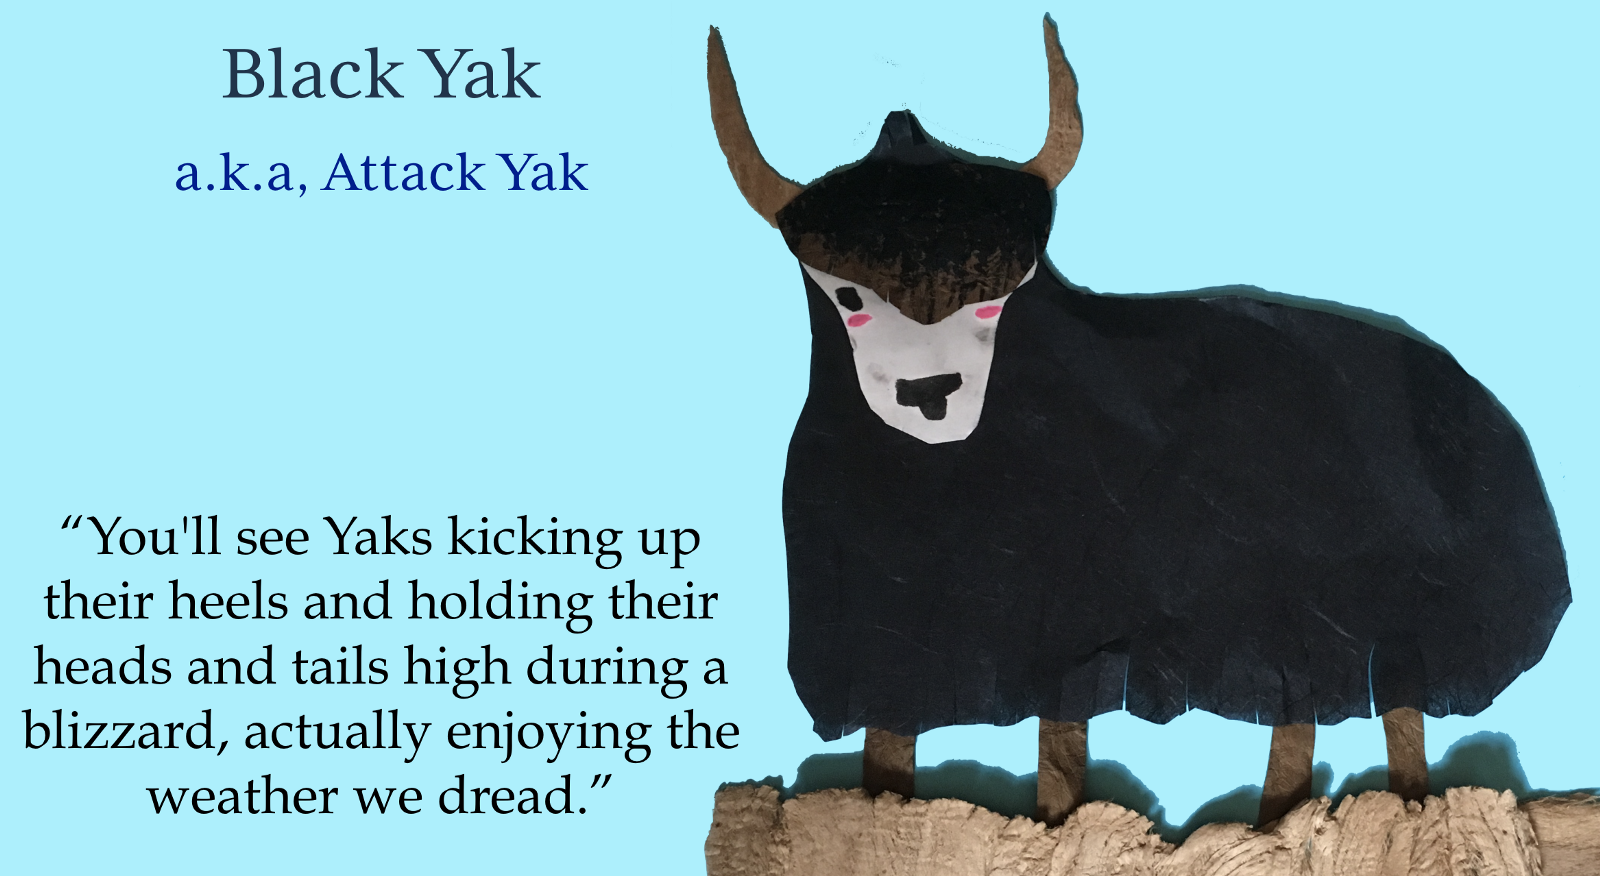 Black Yak
a.k.a, Attack Yak
“You'll see Yaks kicking up
their heels and holding their
heads and tails high during a
blizzard, actually enjoying the
weather we dread.”